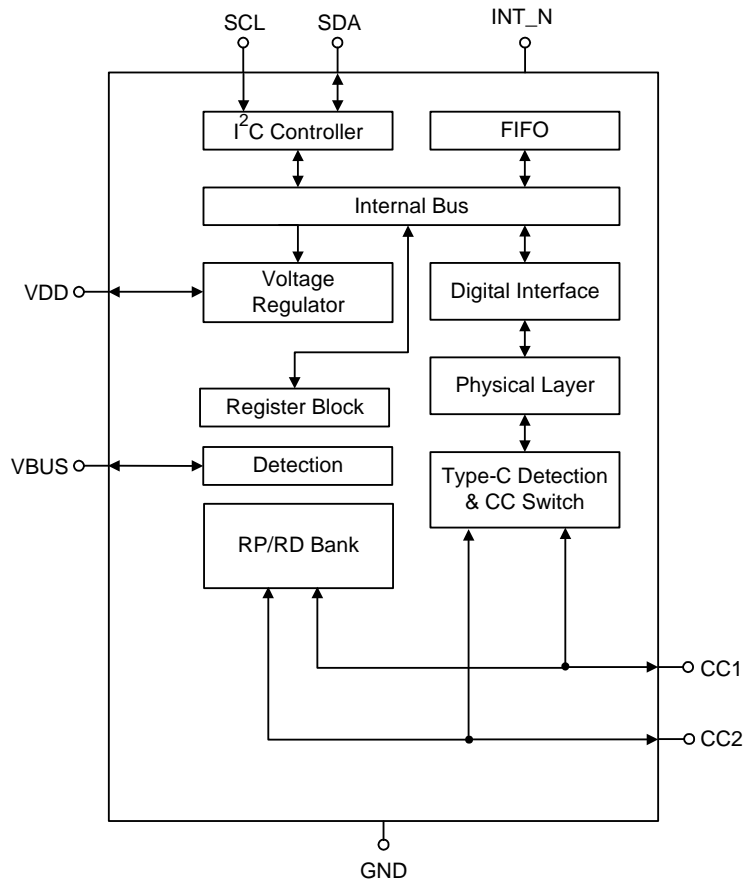 SCL
SDA
INT_N
I²C Controller
FIFO
Internal Bus
VDD
Voltage
Regulator
Digital Interface
Physical Layer
Register Block
VBUS
Detection
Type-C Detection
& CC Switch
RP/RD Bank
CC1
CC2
GND